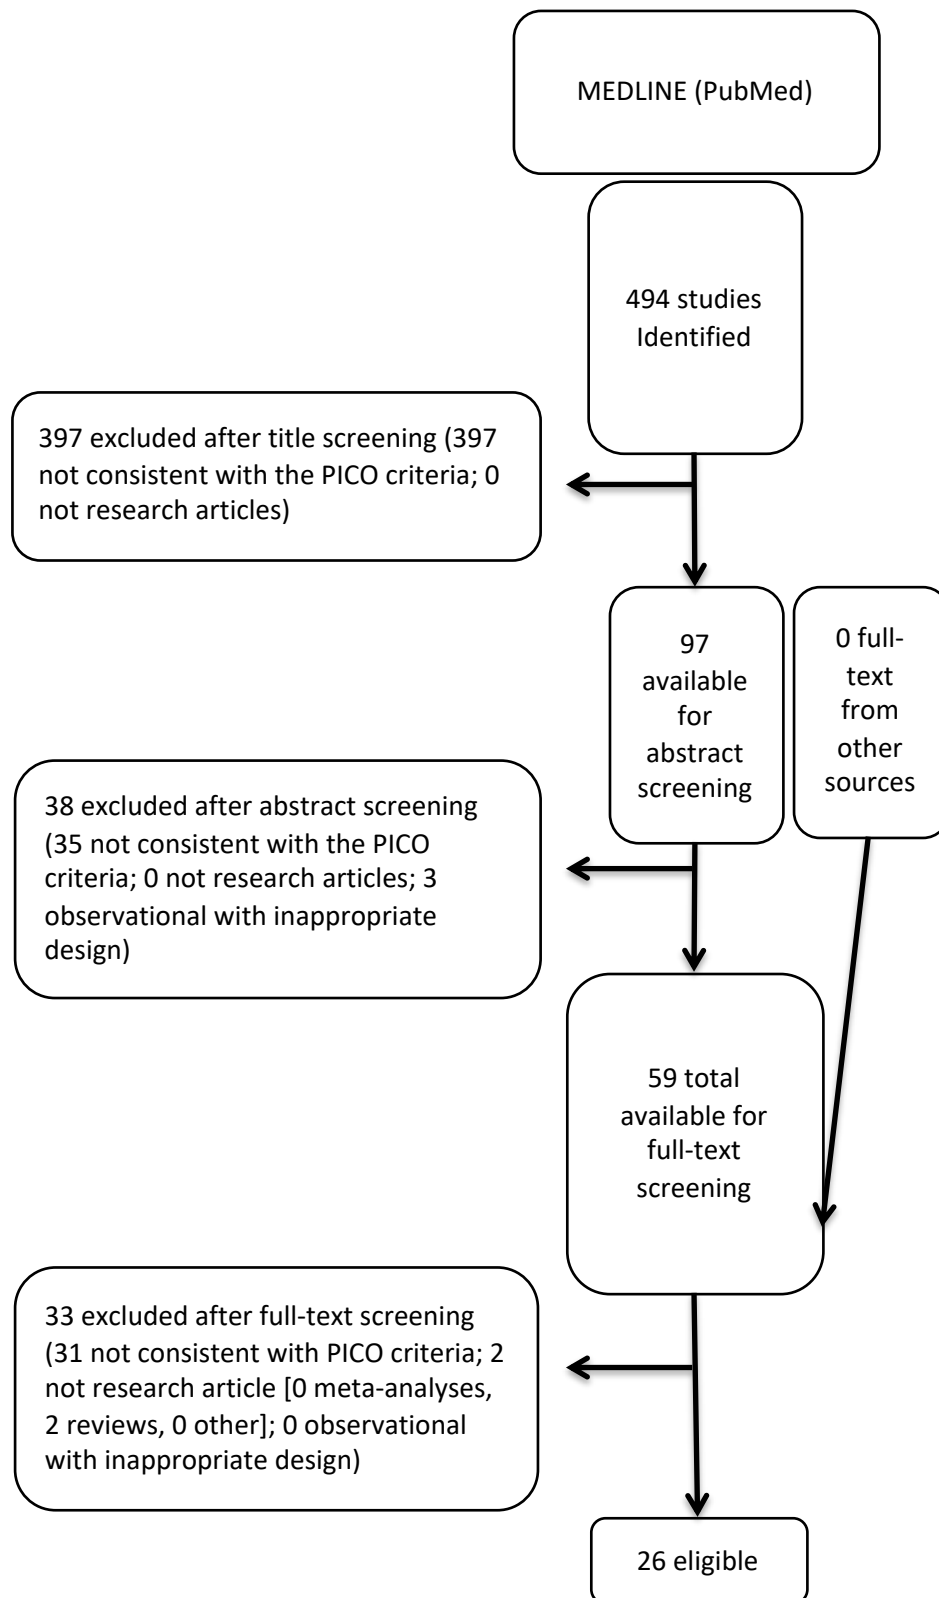 MEDLINE (PubMed)
494 studies
Identified
397 excluded after title screening (397
not consistent with the PICO criteria; 0
not research articles)
97
available
for
abstract
screening
0 full-
text
from
other
sources
38 excluded after abstract screening
(35 not consistent with the PICO
criteria; 0 not research articles; 3
observational with inappropriate
design)
59 total
available for
full-text
screening
33 excluded after full-text screening
(31 not consistent with PICO criteria; 2
not research article [0 meta-analyses,
2 reviews, 0 other]; 0 observational
with inappropriate design)
26 eligible